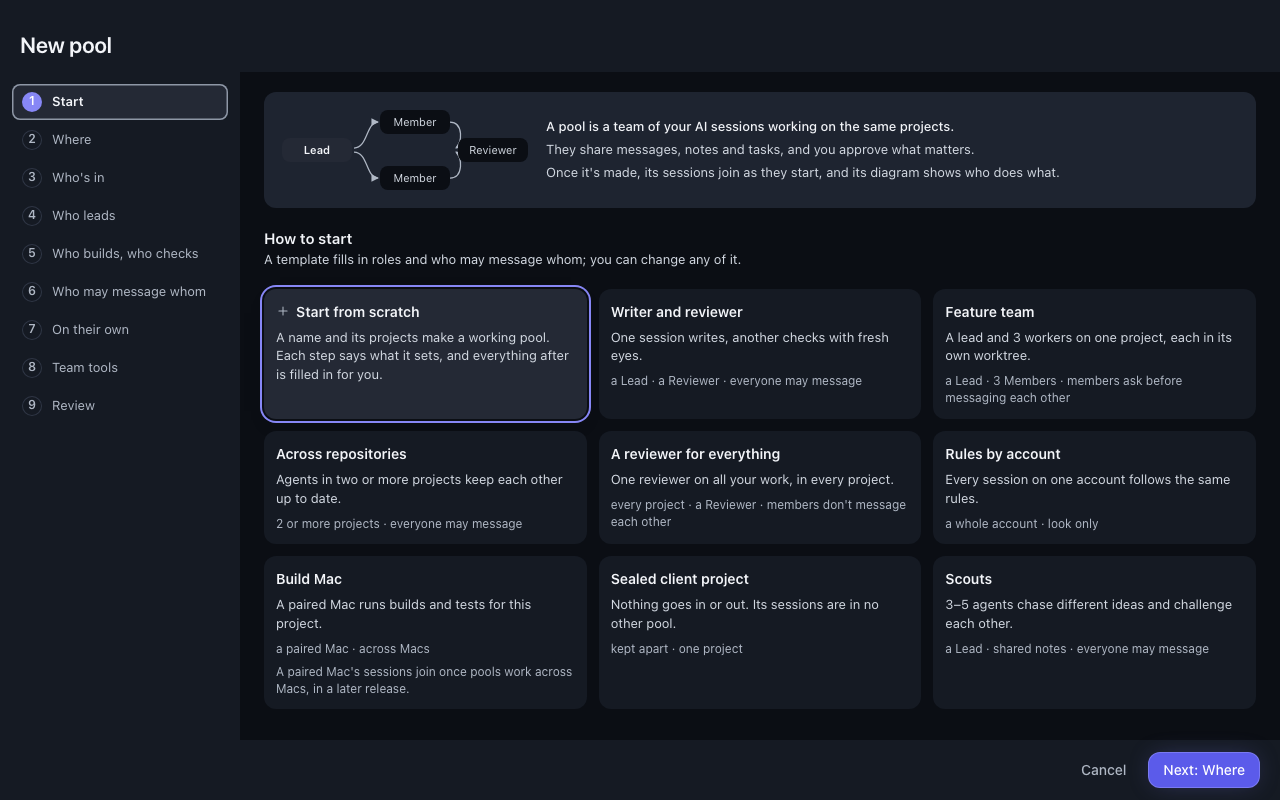 New pool
1 Start
2 Where
3 Who's in
4 Who leads
5 Who builds, who checks
6 Who may message whom
7 On their own
8 Team tools
9 Review
Lead
Member
Member
Reviewer
A pool is a team of your AI sessions working on the same projects.
They share messages, notes and tasks, and you approve what matters.
Once it's made, its sessions join as they start, and its diagram shows who does what.
How to start
A template fills in roles and who may message whom; you can change any of it.
+ Start from scratch
A name and its projects make a working pool.
Each step says what it sets, and everything after
is filled in for you.
Writer and reviewer
One session writes, another checks with fresh
eyes.
a Lead · a Reviewer · everyone may message
Feature team
A lead and 3 workers on one project, each in its
own worktree.
a Lead · 3 Members · members ask before
messaging each other
Across repositories
Agents in two or more projects keep each other
up to date.
2 or more projects · everyone may message
A reviewer for everything
One reviewer on all your work, in every project.
every project · a Reviewer · members don't message
each other
Rules by account
Every session on one account follows the same
rules.
a whole account · look only
Build Mac
A paired Mac runs builds and tests for this
project.
a paired Mac · across Macs
A paired Mac's sessions join once pools work across
Macs, in a later release.
Sealed client project
Nothing goes in or out. Its sessions are in no
other pool.
kept apart · one project
Scouts
3–5 agents chase different ideas and challenge
each other.
a Lead · shared notes · everyone may message
Cancel
Next: Where